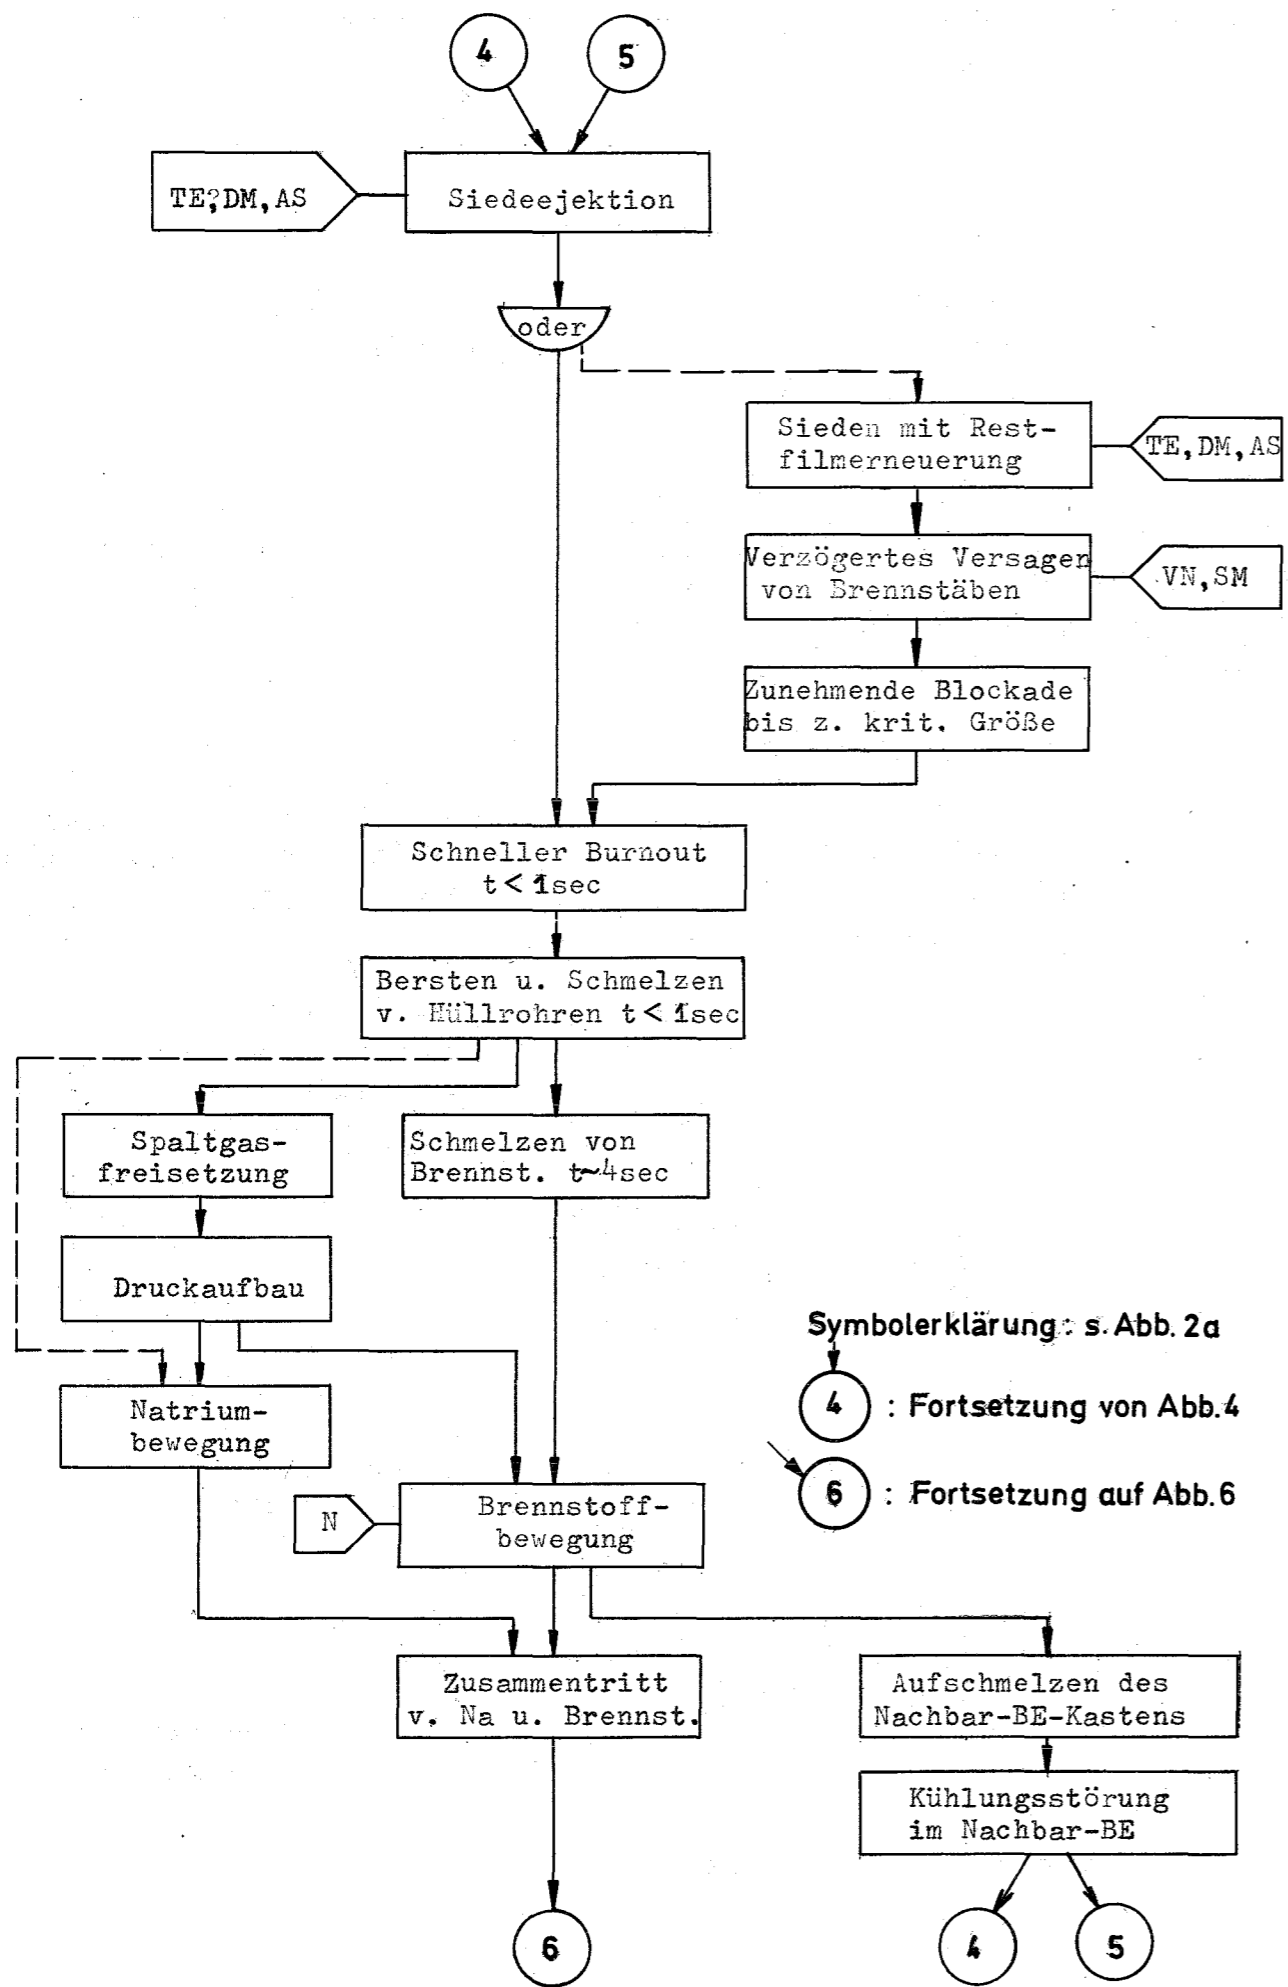 4
5
TE?DM,AS
Siedeejektion
oder
Sieden mit Rest-
filmerneuerung
TE,DM,AS
Verzögertes Versagen
von Brennstäben
VN,SM
Zunehmende Blockade
bis z. krit. Größe
Schneller Burnout
t < 1sec
Bersten u. Schmelzen
v. Hüllrohren t < 1sec
Spaltgas-
freisetzung
Schmelzen von
Brennst. t~4sec
Druckaufbau
Symbolerklärung: s. Abb. 2a
4 : Fortsetzung von Abb.4
Natrium-
bewegung
6 : Fortsetzung auf Abb.6
N
Brennstoff-
bewegung
Zusammentritt
v. Na u. Brennst.
Aufschmelzen des
Nachbar-BE-Kastens
Kühlungsstörung
im Nachbar-BE
6
4
5